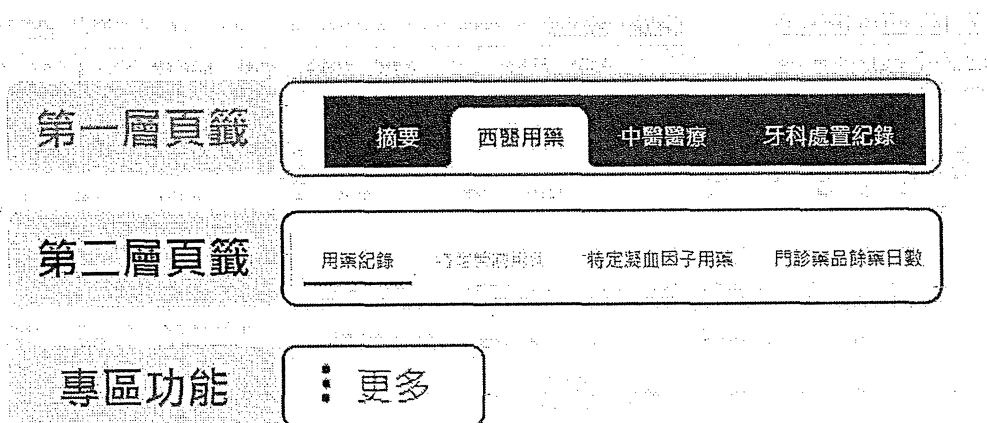 第一層頁籤
摘要 西醫用藥 中醫醫療 牙科處置紀錄
第二層頁籤
用藥紀錄 特定凝血因子用藥 門診藥品餘藥日數
專區功能
更多